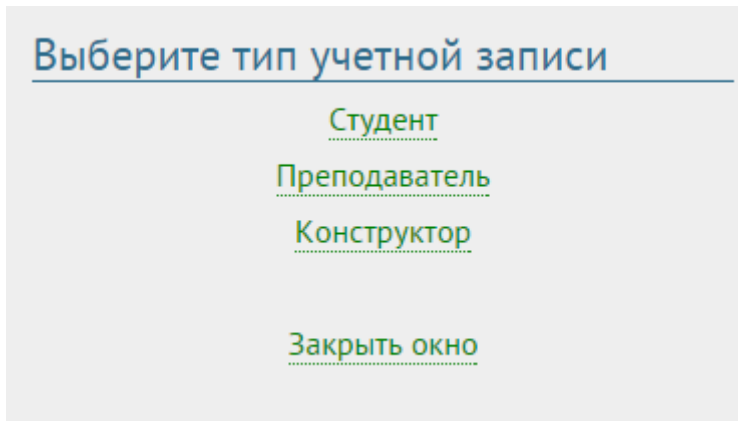 Выберите тип учетной записи
Студент
Преподаватель
Конструктор
Закрыть окно